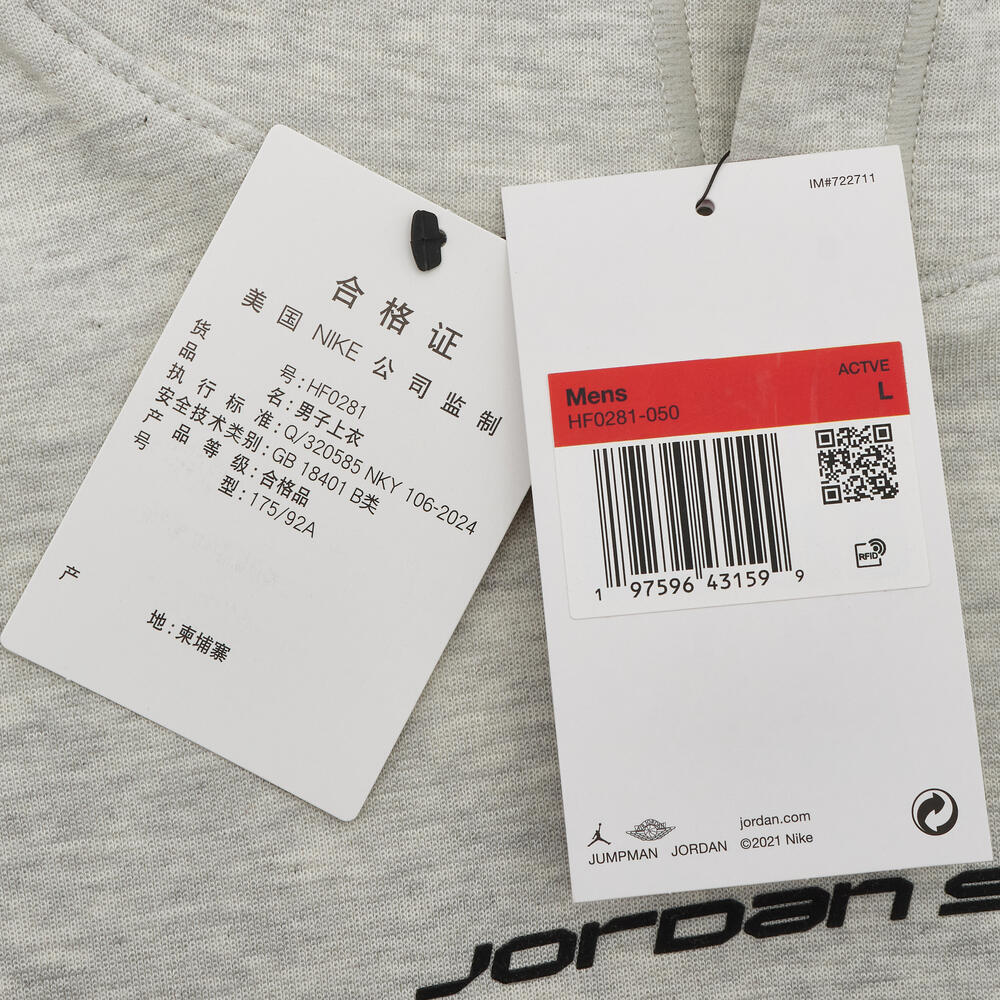 合格证
美国 NIKE 公司监制
货号:HF0281
品名:男子上衣
执行标准:Q/320585 NKY 106-2024
安全技术类别:GB 18401 B类
产品等级:合格品
号型:175/92A
产地:柬埔寨
IM#722711
ACTVE
Mens L
HF0281-050
1 97596 43159 9
RFID
jordan.com
JUMPMAN JORDAN ©2021 Nike
JORDAN S